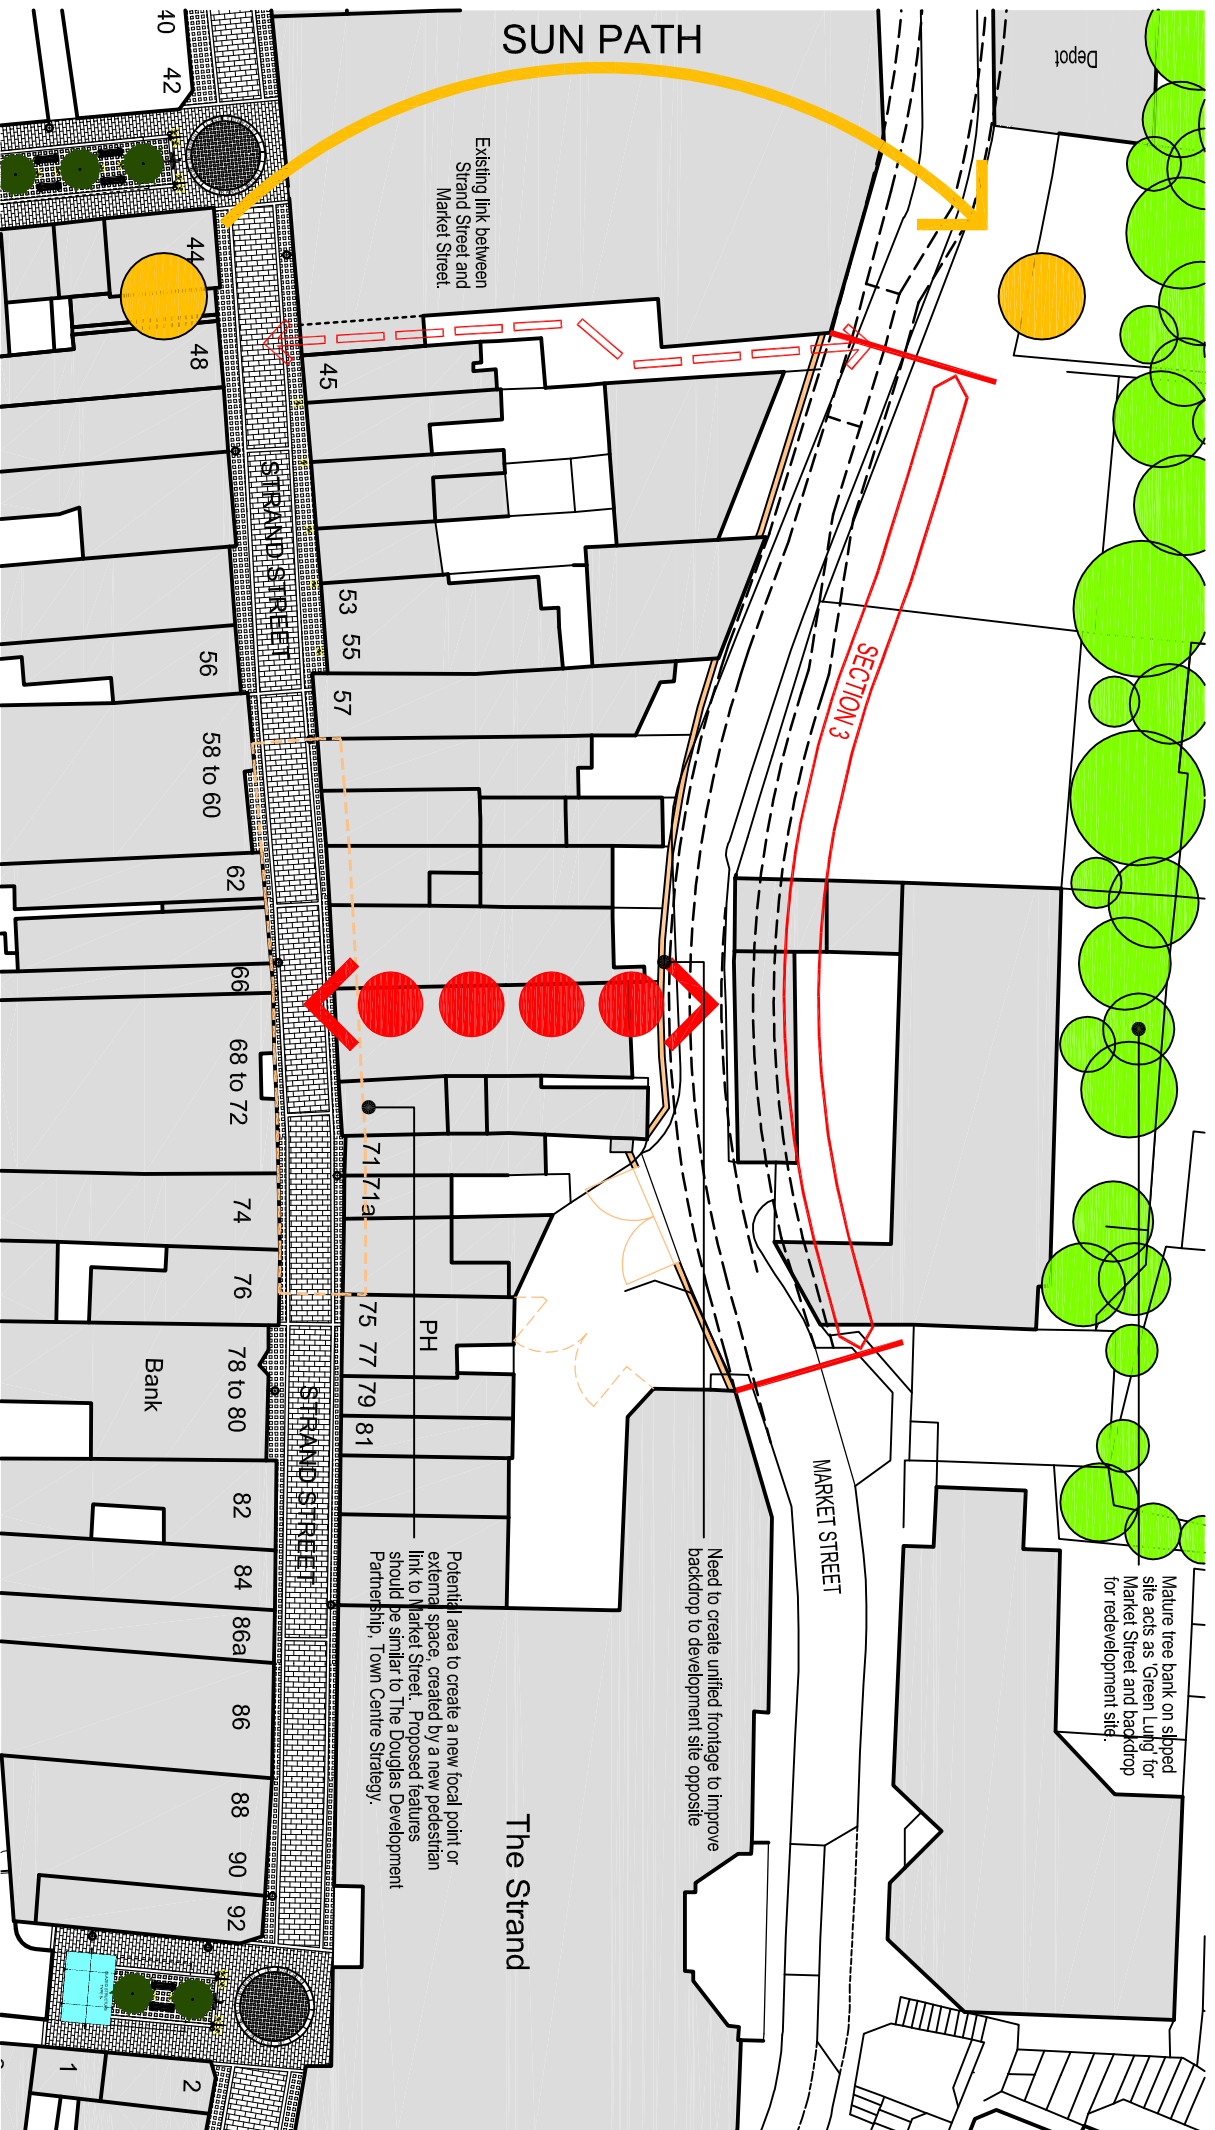 SUN PATH
Depot
40
42
44
48
Existing link between
Strand Street and
Market Street.
45
STRAND STREET
53
55
56
57
58 to 60
62
66
68 to 72
SECTION 3
71
71a
74
76
75
77
79
81
PH
78 to 80
Bank
STRAND STREET
82
84
86a
86
88
90
92
MARKET STREET
Mature tree bank on sloped
site acts as 'Green Lung' for
Market Street and backdrop
for redevelopment site.
Need to create unified frontage to improve
backdrop to development site opposite
Potential area to create a new focal point or
external space, created by a new pedestrian
link to Market Street. Proposed features
should be similar to The Douglas Development
Partnership, Town Centre Strategy.
The Strand
1
2